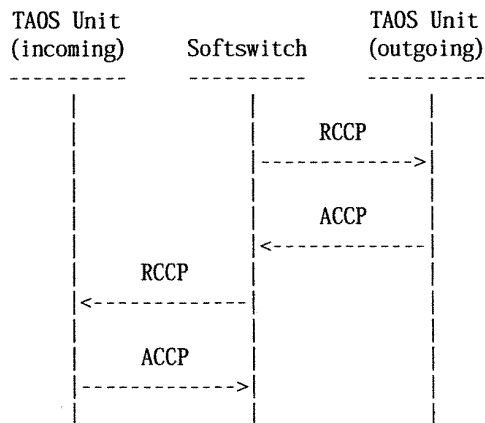 TAOS Unit TAOS Unit
(incoming) Softswitch (outgoing)
RCCP
ACCP
RCCP
ACCP